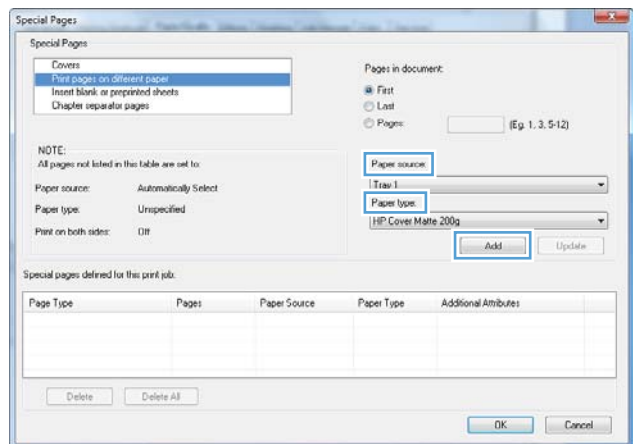 Special Pages
Special Pages
Covers
Print pages on different paper
Insert blank or preprinted sheets
Chapter separator pages
Pages in document:
First
Last
Pages:
(Eg. 1, 3, 5-12)
NOTE:
All pages not listed in this table are set to:
Paper source: Automatically Select
Paper type: Unspecified
Print on both sides: Off
Paper source:
Tray 1
Paper type:
HP Cover Matte 200g
Add Update
Special pages defined for this print job:
Page Type Pages Paper Source Paper Type Additional Attributes
Delete Delete All
OK Cancel